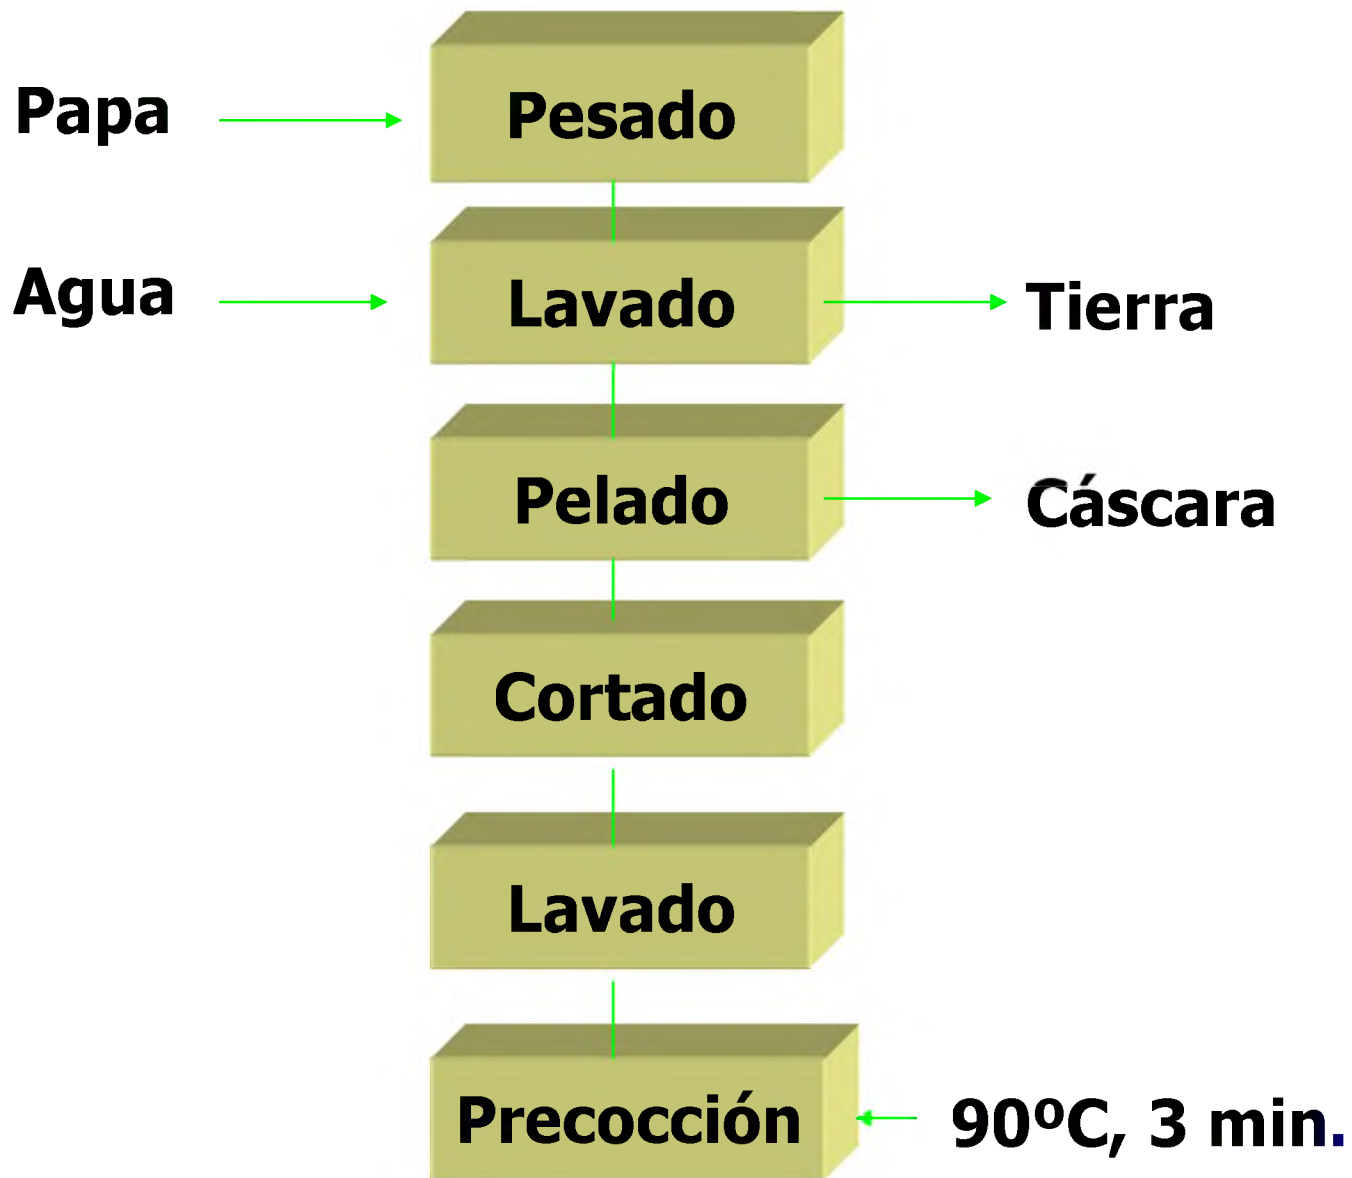 Papa
Pesado
Agua
Lavado
Tierra
Pelado
Cáscara
Cortado
Lavado
Precocción
90ºC, 3 min.